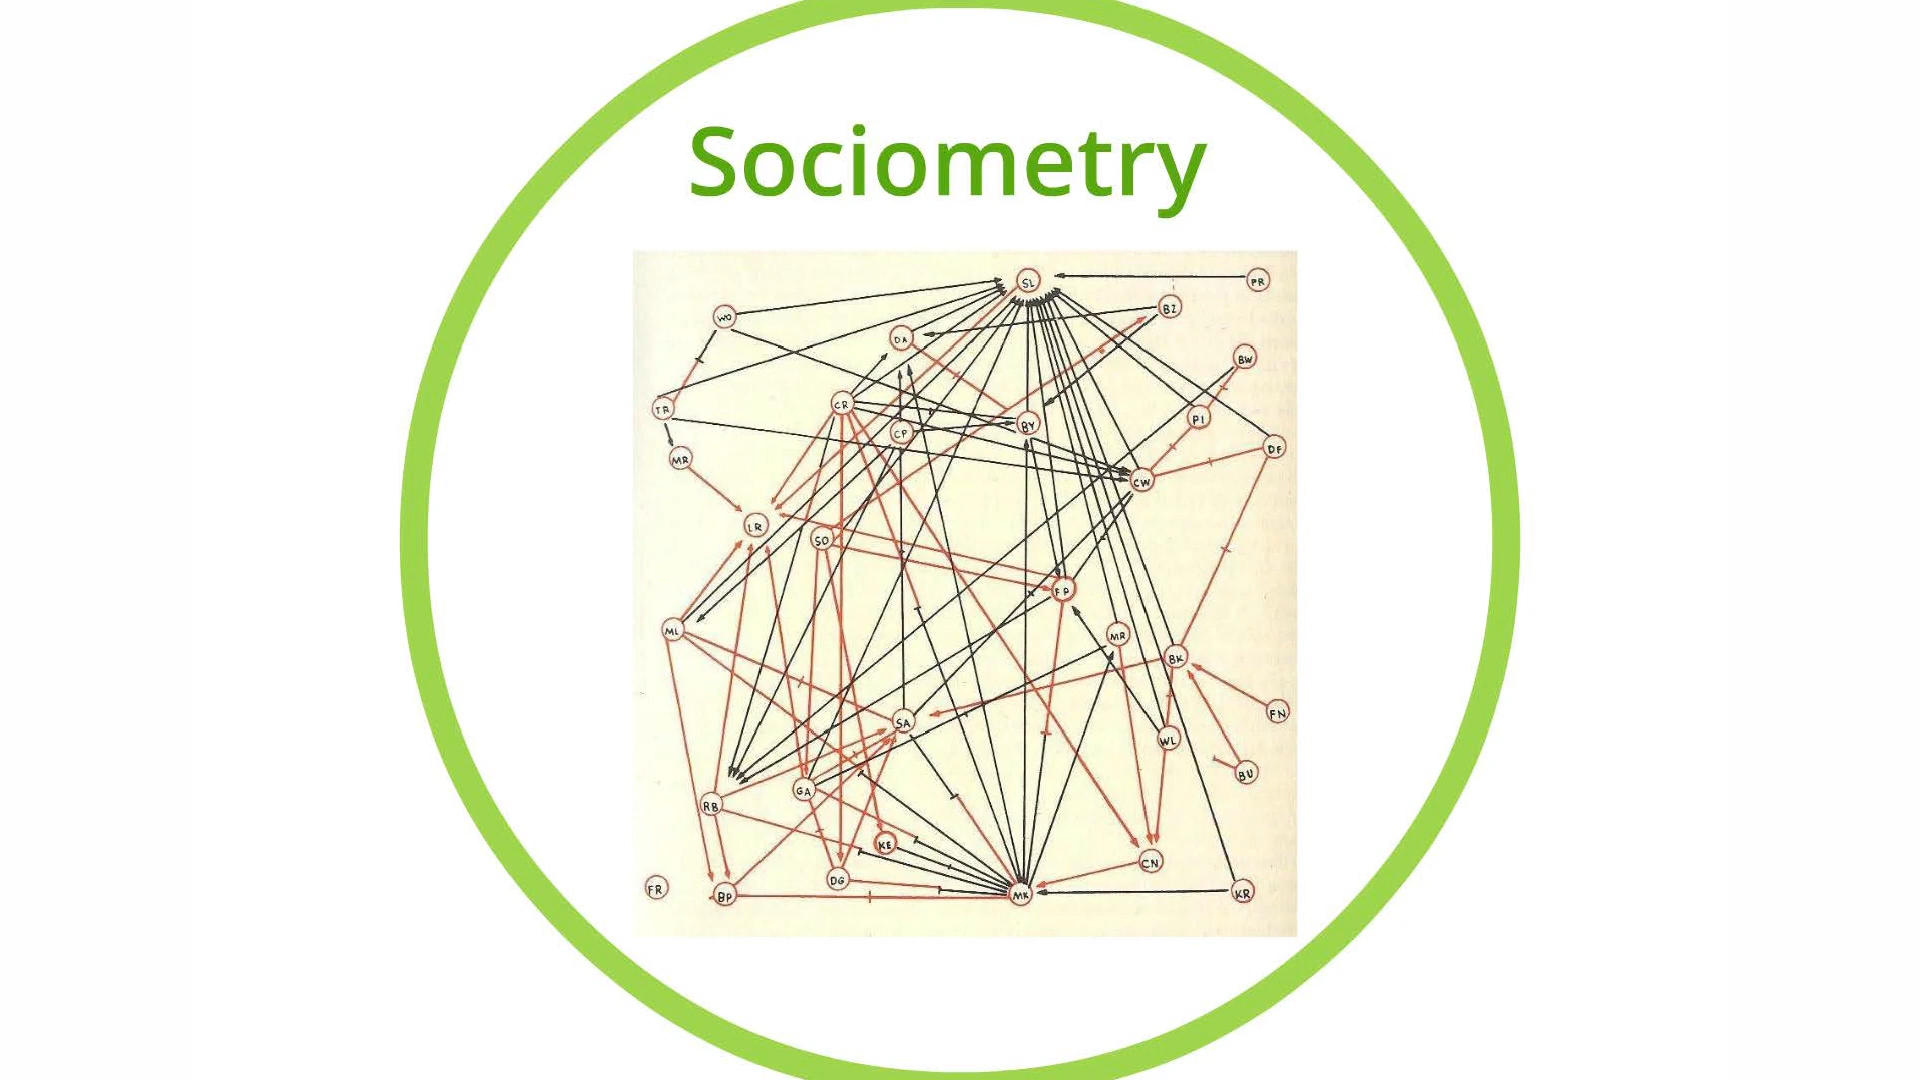 Sociometry
SL
PR
WO
BZ
DA
BW
TR
CR
CP
BY
PI
MR
DF
CW
LR
SO
FP
ML
MR
BK
SA
FN
WL
BU
RB
GA
KE
CN
DG
FR
BP
MK
KR